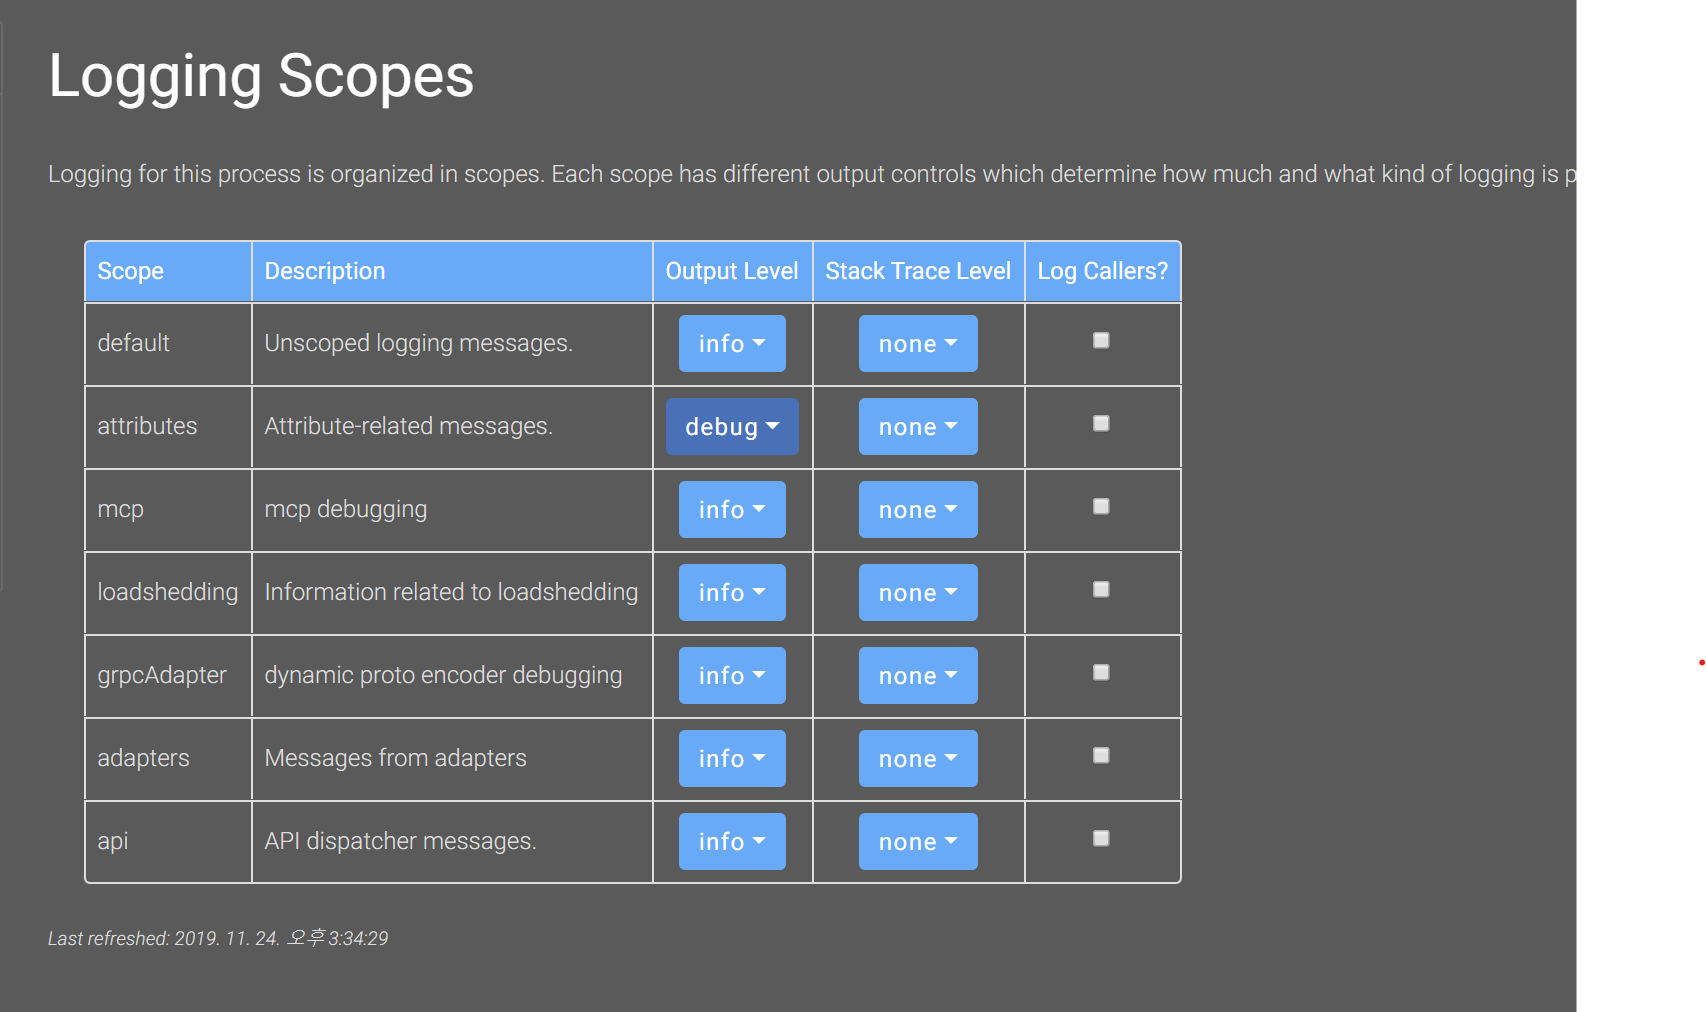 Logging Scopes
Logging for this process is organized in scopes. Each scope has different output controls which determine how much and what kind of logging is p
Scope Description Output Level Stack Trace Level Log Callers?
default Unscoped logging messages. info none
attributes Attribute-related messages. debug none
mcp mcp debugging info none
loadshedding Information related to loadshedding info none
grpcAdapter dynamic proto encoder debugging info none
adapters Messages from adapters info none
api API dispatcher messages. info none
Last refreshed: 2019. 11. 24. 오후 3:34:29